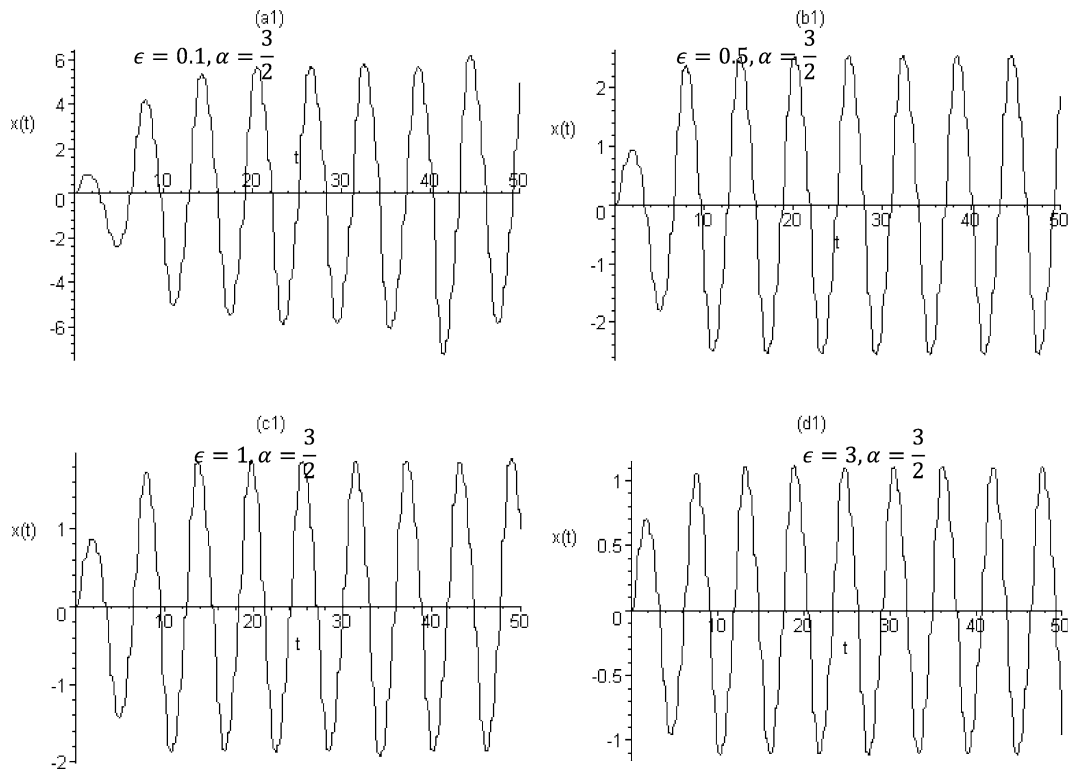 (a1)
ϵ = 0.1, α = 3/2
x(t)
6
4
2
0
-2
-4
-6
10 20 30 40 50
t
(b1)
ϵ = 0.5, α = 3/2
x(t)
2
1
0
-1
-2
10 20 30 40 50
t
(c1)
ϵ = 1, α = 3/2
x(t)
1
0
-1
-2
10 20 30 40 50
t
(d1)
ϵ = 3, α = 3/2
x(t)
1
0.5
0
-0.5
-1
10 20 30 40 50
t